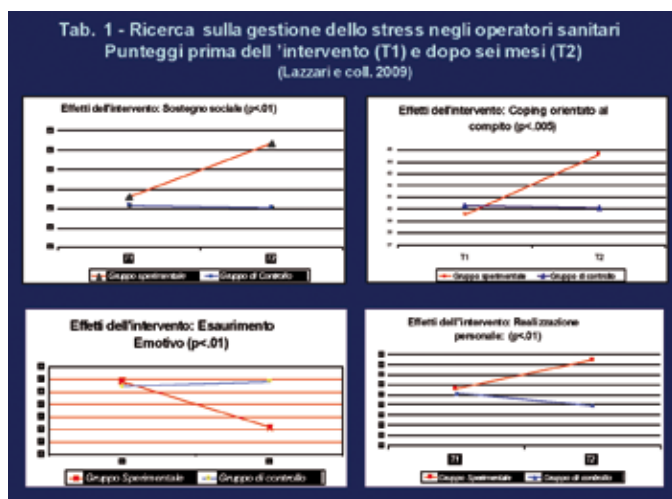 Tab. 1 - Ricerca sulla gestione dello stress negli operatori sanitari
Punteggi prima dell 'intervento (T1) e dopo sei mesi (T2)
(Lazzari e coll. 2009)
Effetti dell'intervento: Sostegno sociale (p<.01)
Gruppo sperimentale
Gruppo di Controllo
Effetti dell'intervento: Coping orientato al
compito (p<.005)
T1 T2
Gruppo sperimentale
Gruppo di controllo
Effetti dell'intervento: Esaurimento
Emotivo (p<.01)
Gruppo Sperimentale
Gruppo di controllo
Effetti dell'intervento: Realizzazione
personale: (p<.01)
T1 T2
Gruppo sperimentale
Gruppo di controllo